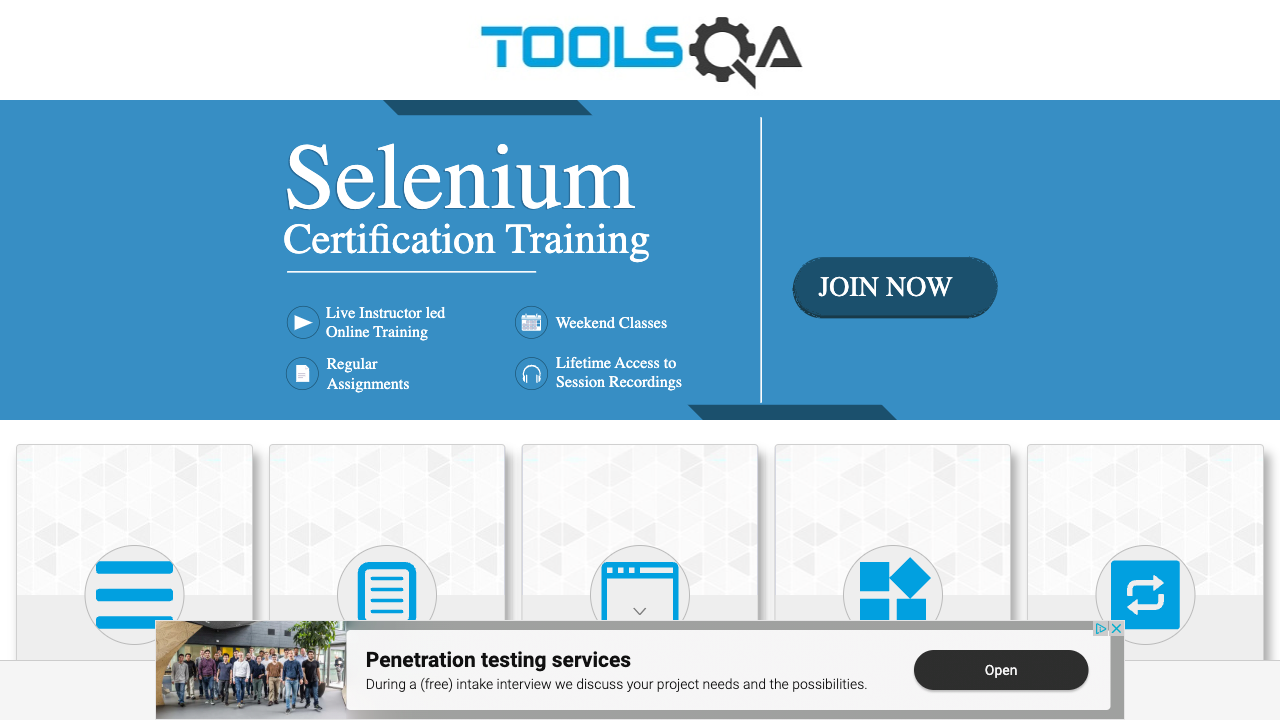 TOOLSQA
Selenium
Certification Training
JOIN NOW
Live Instructor led
Online Training
Weekend Classes
Regular
Assignments
Lifetime Access to
Session Recordings
Penetration testing services
During a (free) intake interview we discuss your project needs and the possibilities.
Open